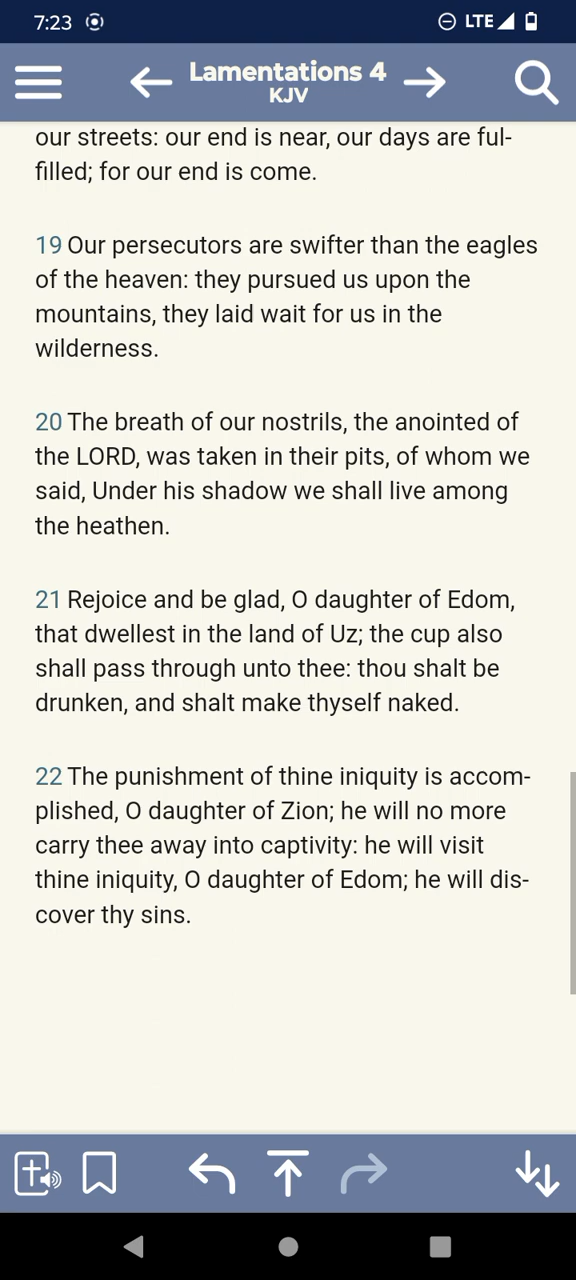 7:23
LTE
Lamentations 4
KJV
our streets: our end is near, our days are ful-
filled; for our end is come.
19 Our persecutors are swifter than the eagles
of the heaven: they pursued us upon the
mountains, they laid wait for us in the
wilderness.
20 The breath of our nostrils, the anointed of
the LORD, was taken in their pits, of whom we
said, Under his shadow we shall live among
the heathen.
21 Rejoice and be glad, O daughter of Edom,
that dwellest in the land of Uz; the cup also
shall pass through unto thee: thou shalt be
drunken, and shalt make thyself naked.
22 The punishment of thine iniquity is accom-
plished, O daughter of Zion; he will no more
carry thee away into captivity: he will visit
thine iniquity, O daughter of Edom; he will dis-
cover thy sins.